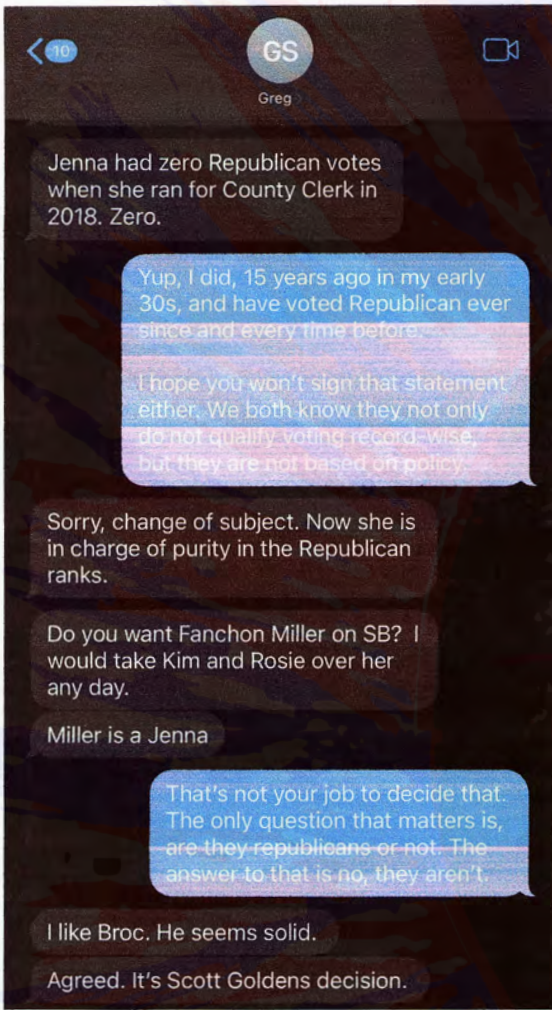 10
GS
Greg
Jenna had zero Republican votes
when she ran for County Clerk in
2018. Zero.
Yup, I did, 15 years ago in my early
30s, and have voted Republican ever
since and every time before.
I hope you won't sign that statement
either. We both know they not only
do not qualify voting record-wise,
but they are not based on policy.
Sorry, change of subject. Now she is
in charge of purity in the Republican
ranks.
Do you want Fanchon Miller on SB? I
would take Kim and Rosie over her
any day.
Miller is a Jenna
That's not your job to decide that.
The only question that matters is,
are they republicans or not. The
answer to that is no, they aren't.
I like Broc. He seems solid.
Agreed. It's Scott Goldens decision.